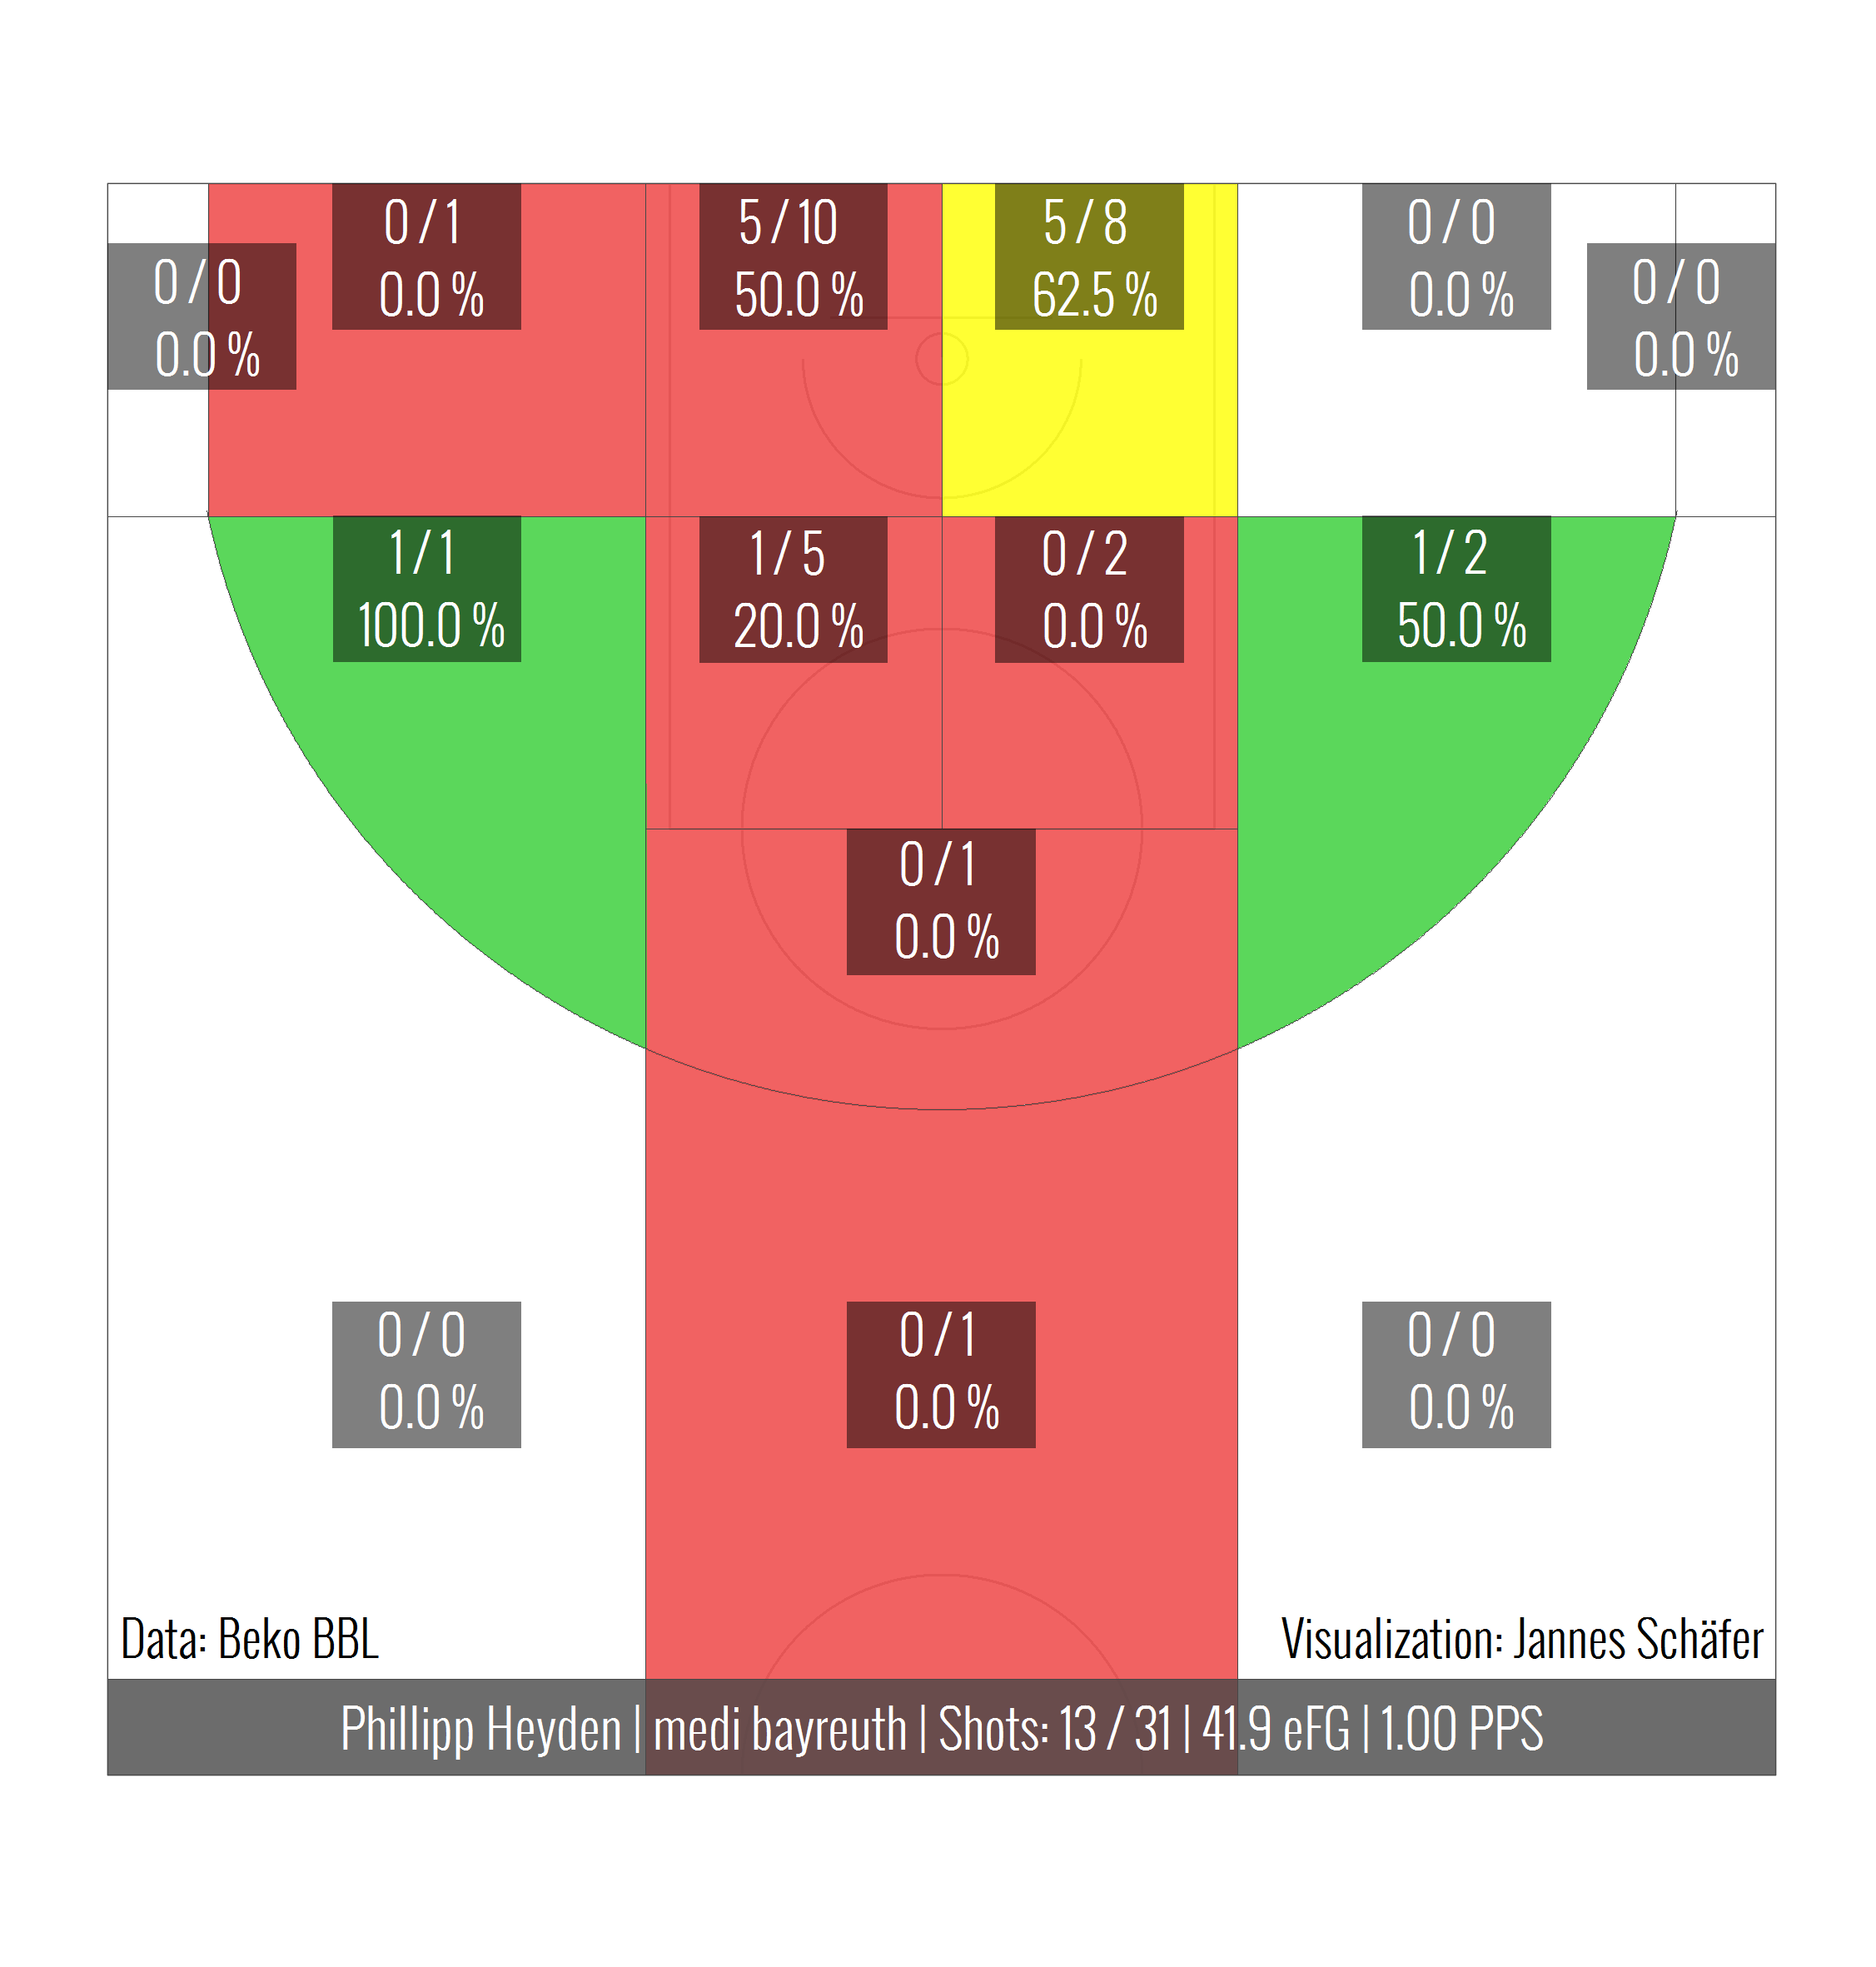 0 / 1
0.0 %
5 / 10
50.0 %
5 / 8
62.5 %
0 / 0
0.0 %
0 / 0
0.0 %
0 / 0
0.0 %
1 / 1
100.0 %
1 / 5
20.0 %
0 / 2
0.0 %
1 / 2
50.0 %
0 / 1
0.0 %
0 / 0
0.0 %
0 / 1
0.0 %
0 / 0
0.0 %
Data: Beko BBL
Visualization: Jannes Schäfer
Phillipp Heyden | medi bayreuth | Shots: 13 / 31 | 41.9 eFG | 1.00 PPS